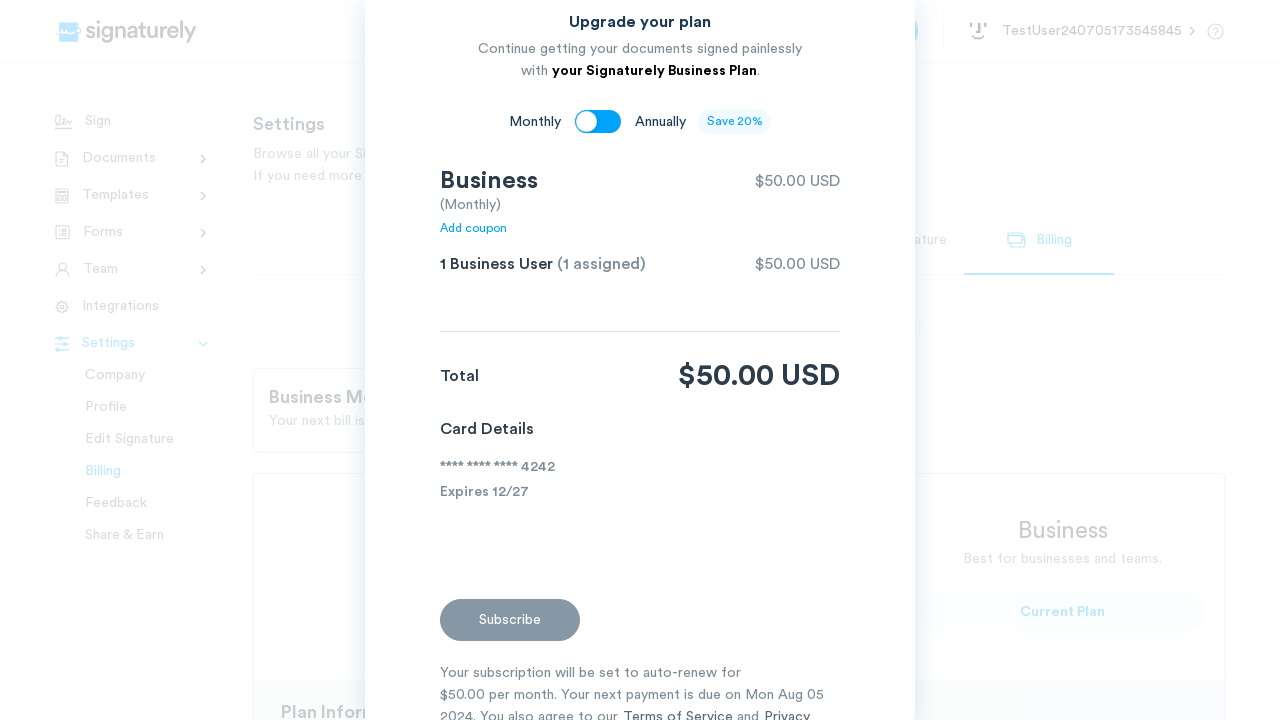 signaturely
TestUser240705173545845
Sign
Documents
Templates
Forms
Team
Integrations
Settings
Company
Profile
Edit Signature
Billing
Feedback
Share & Earn
Settings
Browse all your Si
If you need more
ature
Billing
Business Mo
Your next bill is
Business
Best for businesses and teams.
Current Plan
Plan Inform
Upgrade your plan
Continue getting your documents signed painlessly
with your Signaturely Business Plan.
Monthly
Annually
Save 20%
Business
$50.00 USD
(Monthly)
Add coupon
1 Business User (1 assigned)
$50.00 USD
Total
$50.00 USD
Card Details
**** **** **** 4242
Expires 12/27
Subscribe
Your subscription will be set to auto-renew for
$50.00 per month. Your next payment is due on Mon Aug 05
2024. You also agree to our Terms of Service and Privacy